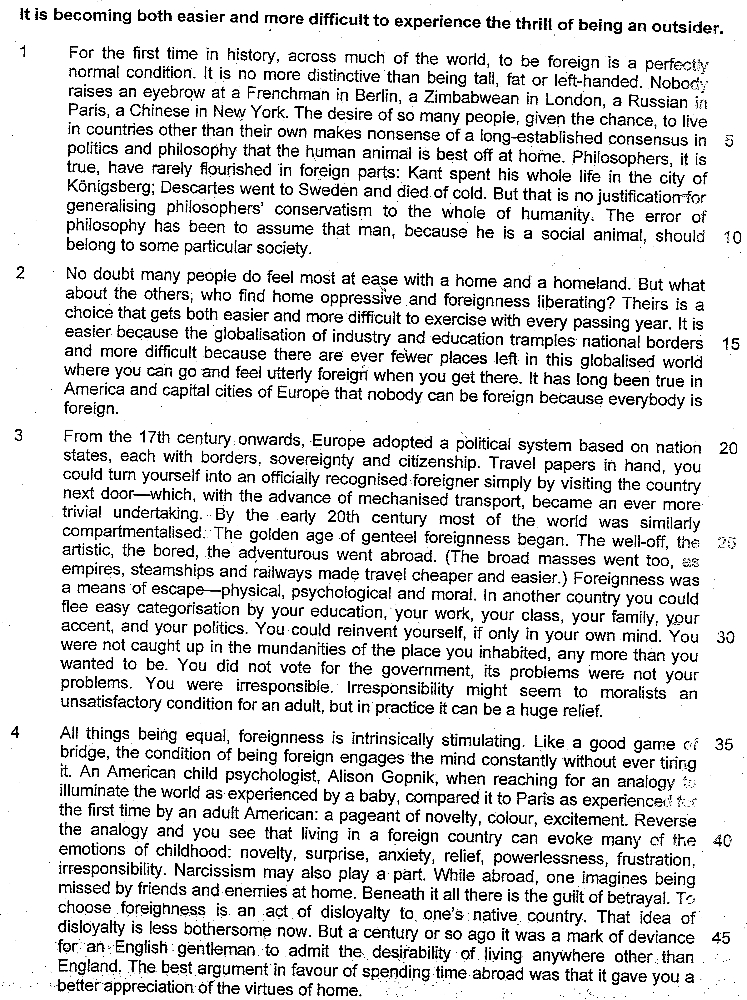 It is becoming both easier and more difficult to experience the thrill of being an outsider.
1 For the first time in history, across much of the world, to be foreign is a perfectly
normal condition. It is no more distinctive than being tall, fat or left-handed. Nobody
raises an eyebrow at a Frenchman in Berlin, a Zimbabwean in London, a Russian in
Paris, a Chinese in New York. The desire of so many people, given the chance, to live
in countries other than their own makes nonsense of a long-established consensus in 5
politics and philosophy that the human animal is best off at home. Philosophers, it is
true, have rarely flourished in foreign parts: Kant spent his whole life in the city of
Königsberg; Descartes went to Sweden and died of cold. But that is no justification for
generalising philosophers' conservatism to the whole of humanity. The error of
philosophy has been to assume that man, because he is a social animal, should 10
belong to some particular society.
2 No doubt many people do feel most at ease with a home and a homeland. But what
about the others, who find home oppressive and foreignness liberating? Theirs is a
choice that gets both easier and more difficult to exercise with every passing year. It is
easier because the globalisation of industry and education tramples national borders 15
and more difficult because there are ever fewer places left in this globalised world
where you can go and feel utterly foreign when you get there. It has long been true in
America and capital cities of Europe that nobody can be foreign because everybody is
foreign.
3 From the 17th century onwards, Europe adopted a political system based on nation 20
states, each with borders, sovereignty and citizenship. Travel papers in hand, you
could turn yourself into an officially recognised foreigner simply by visiting the country
next door—which, with the advance of mechanised transport, became an ever more
trivial undertaking. By the early 20th century most of the world was similarly
compartmentalised. The golden age of genteel foreignness began. The well-off, the 25
artistic, the bored, the adventurous went abroad. (The broad masses went too, as
empires, steamships and railways made travel cheaper and easier.) Foreignness was
a means of escape—physical, psychological and moral. In another country you could
flee easy categorisation by your education, your work, your class, your family, your
accent, and your politics. You could reinvent yourself, if only in your own mind. You 30
were not caught up in the mundanities of the place you inhabited, any more than you
wanted to be. You did not vote for the government, its problems were not your
problems. You were irresponsible. Irresponsibility might seem to moralists an
unsatisfactory condition for an adult, but in practice it can be a huge relief.
4 All things being equal, foreignness is intrinsically stimulating. Like a good game of 35
bridge, the condition of being foreign engages the mind constantly without ever tiring
it. An American child psychologist, Alison Gopnik, when reaching for an analogy to
illuminate the world as experienced by a baby, compared it to Paris as experienced for
the first time by an adult American: a pageant of novelty, colour, excitement. Reverse
the analogy and you see that living in a foreign country can evoke many of the 40
emotions of childhood: novelty, surprise, anxiety, relief, powerlessness, frustration,
irresponsibility. Narcissism may also play a part. While abroad, one imagines being
missed by friends and enemies at home. Beneath it all there is the guilt of betrayal. To
choose foreignness is an act of disloyalty to one's native country. That idea of
disloyalty is less bothersome now. But a century or so ago it was a mark of deviance 45
for an English gentleman to admit the desirability of living anywhere other than
England. The best argument in favour of spending time abroad was that it gave you a
better appreciation of the virtues of home.